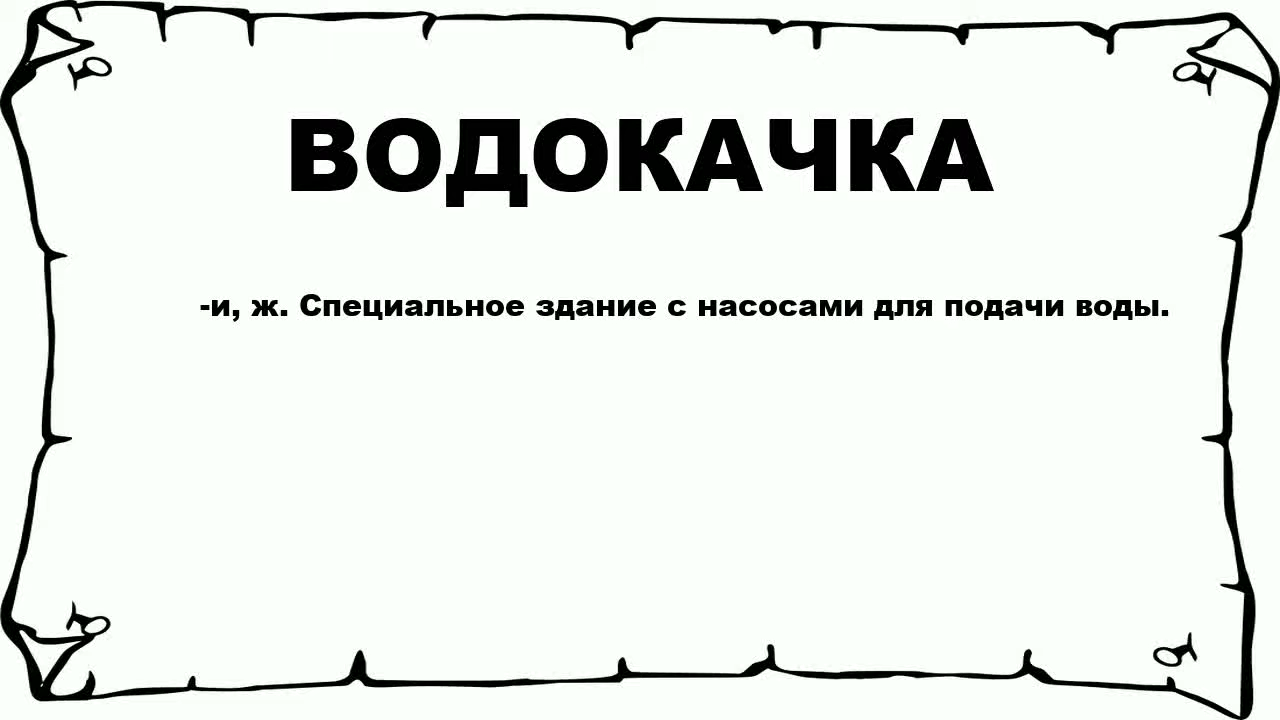 ВОДОКАЧКА
-и, ж. Специальное здание с насосами для подачи воды.